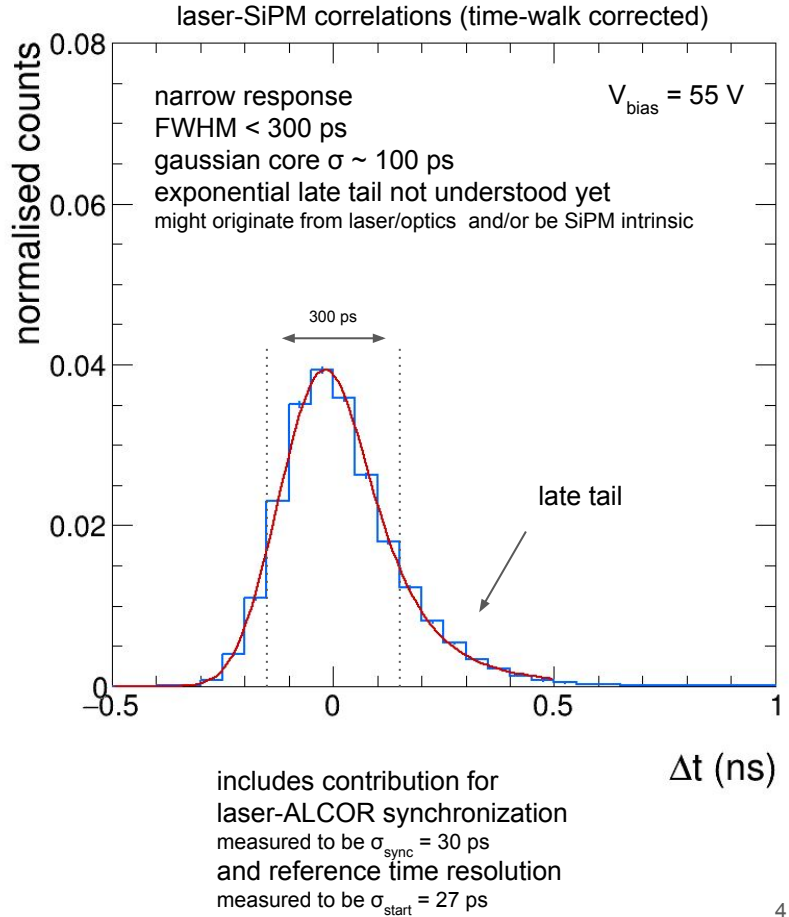 laser-SiPM correlations (time-walk corrected)
normalised counts
0.08
0.06
0.04
0.02
0
narrow response
V_bias = 55 V
FWHM < 300 ps
gaussian core σ ~ 100 ps
exponential late tail not understood yet
might originate from laser/optics and/or be SiPM intrinsic
300 ps
late tail
−0.5
0
0.5
1
Δt (ns)
includes contribution for
laser-ALCOR synchronization
measured to be σ_sync = 30 ps
and reference time resolution
measured to be σ_start = 27 ps
4